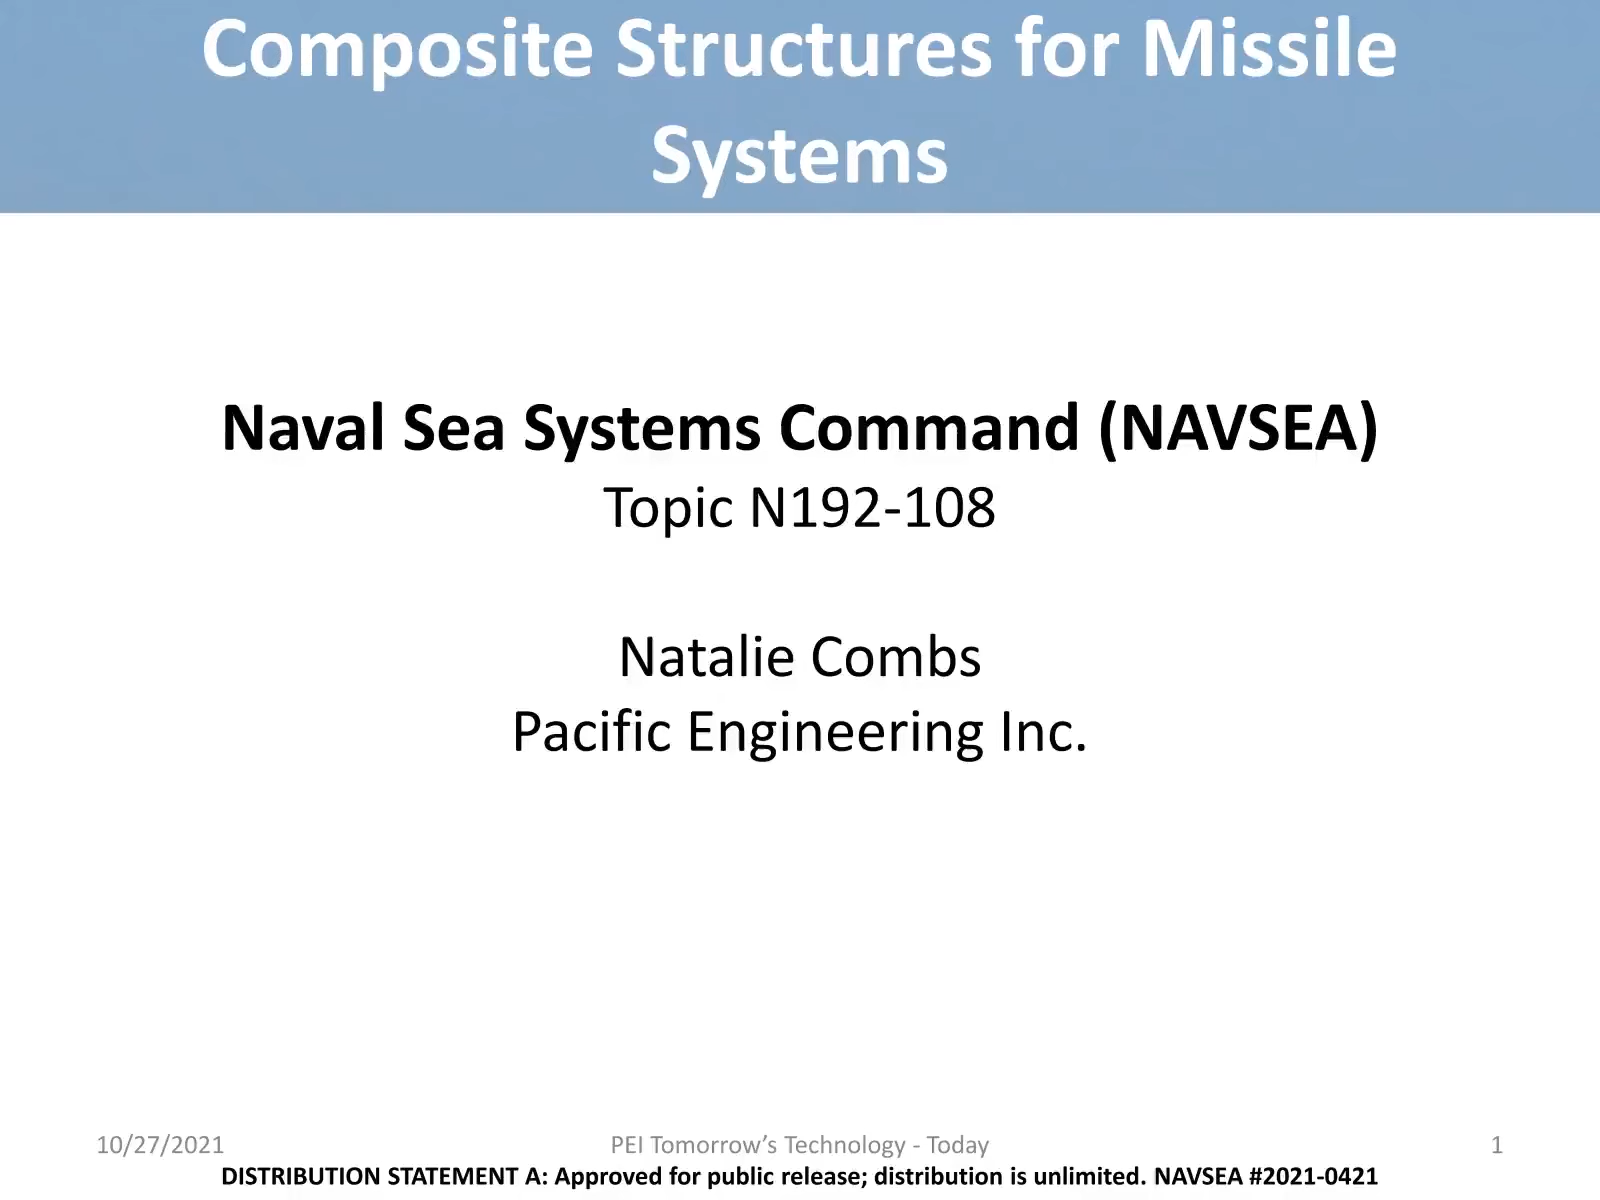 Composite Structures for Missile
Systems
Naval Sea Systems Command (NAVSEA)
Topic N192-108
Natalie Combs
Pacific Engineering Inc.
10/27/2021
PEI Tomorrow’s Technology - Today
1
DISTRIBUTION STATEMENT A: Approved for public release; distribution is unlimited. NAVSEA #2021-0421